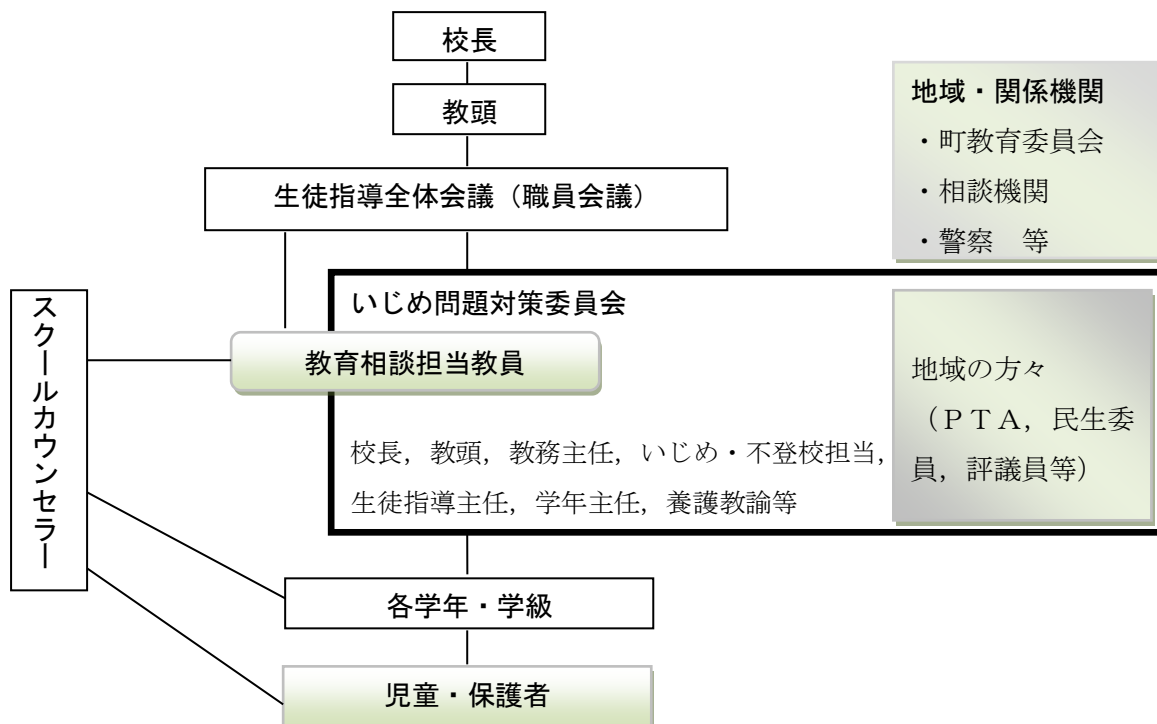 校長
教頭
生徒指導全体会議（職員会議）
地域・関係機関
・町教育委員会
・相談機関
・警察　等
スクールカウンセラー
いじめ問題対策委員会
教育相談担当教員
校長，教頭，教務主任，いじめ・不登校担当，
生徒指導主任，学年主任，養護教諭等
地域の方々
（ＰＴＡ，民生委
員，評議員等）
各学年・学級
児童・保護者